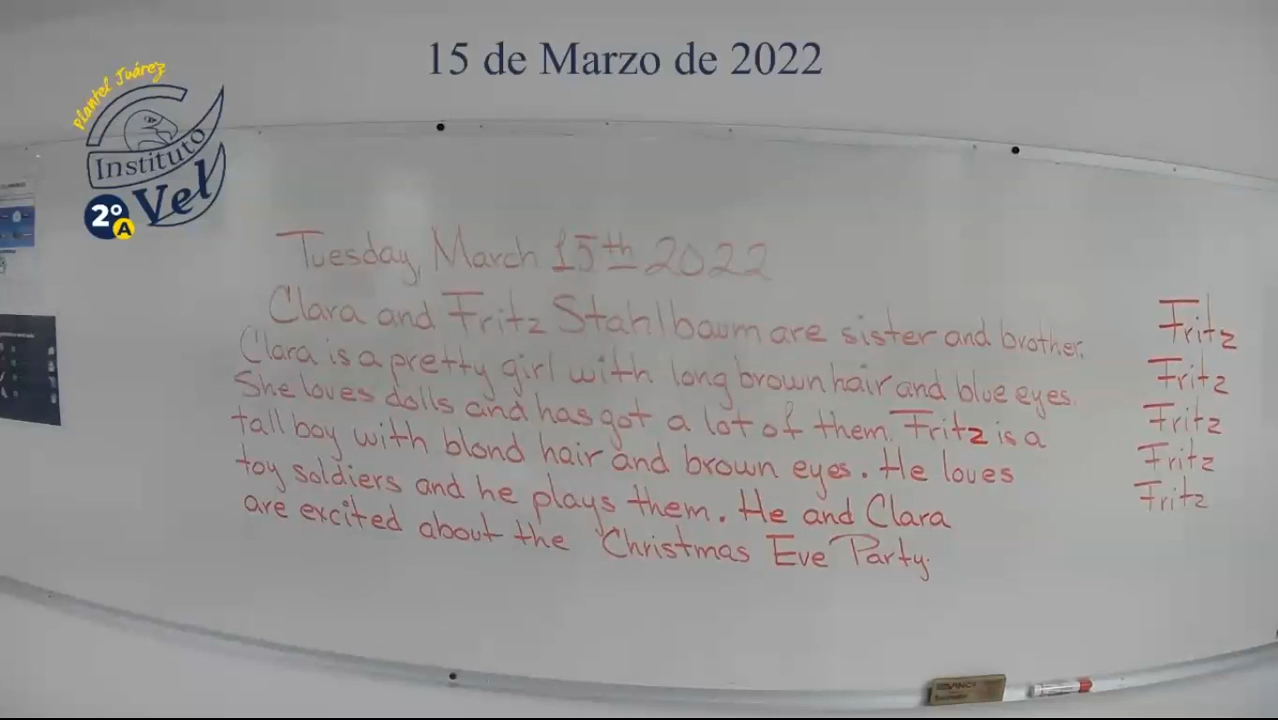 15 de Marzo de 2022
Plantel Juárez
Instituto
Vel
2º
A
Tuesday, March 15th 2022
Clara and Fritz Stahlbaum are sister and brother.
Clara is a pretty girl with long brown hair and blue eyes.
She loves dolls and has got a lot of them. Fritz is a
tall boy with blond hair and brown eyes. He loves
toy soldiers and he plays them. He and Clara
are excited about the Christmas Eve Party.
Fritz
Fritz
Fritz
Fritz
Fritz